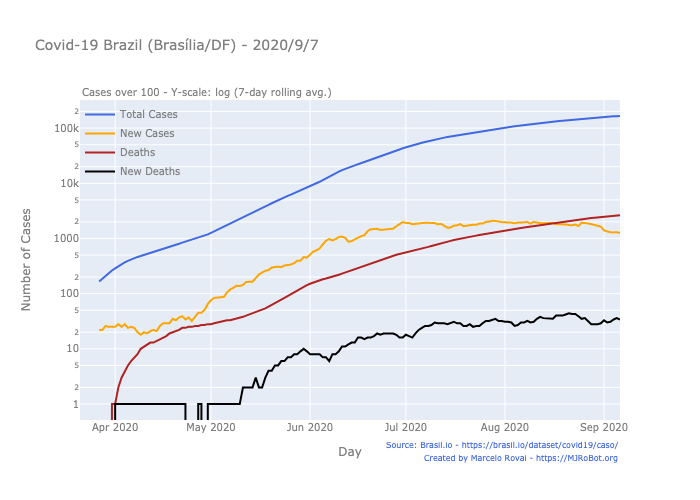 Covid-19 Brazil (Brasília/DF) - 2020/9/7
Cases over 100 - Y-scale: log (7-day rolling avg.)
Total Cases
New Cases
Deaths
New Deaths
2
100k
5
2
10k
5
2
1000
5
2
100
5
2
10
5
2
1
Number of Cases
Apr 2020
May 2020
Jun 2020
Jul 2020
Aug 2020
Sep 2020
Day
Source: Brasil.io - https://brasil.io/dataset/covid19/caso/
Created by Marcelo Rovai - https://MJRoBot.org